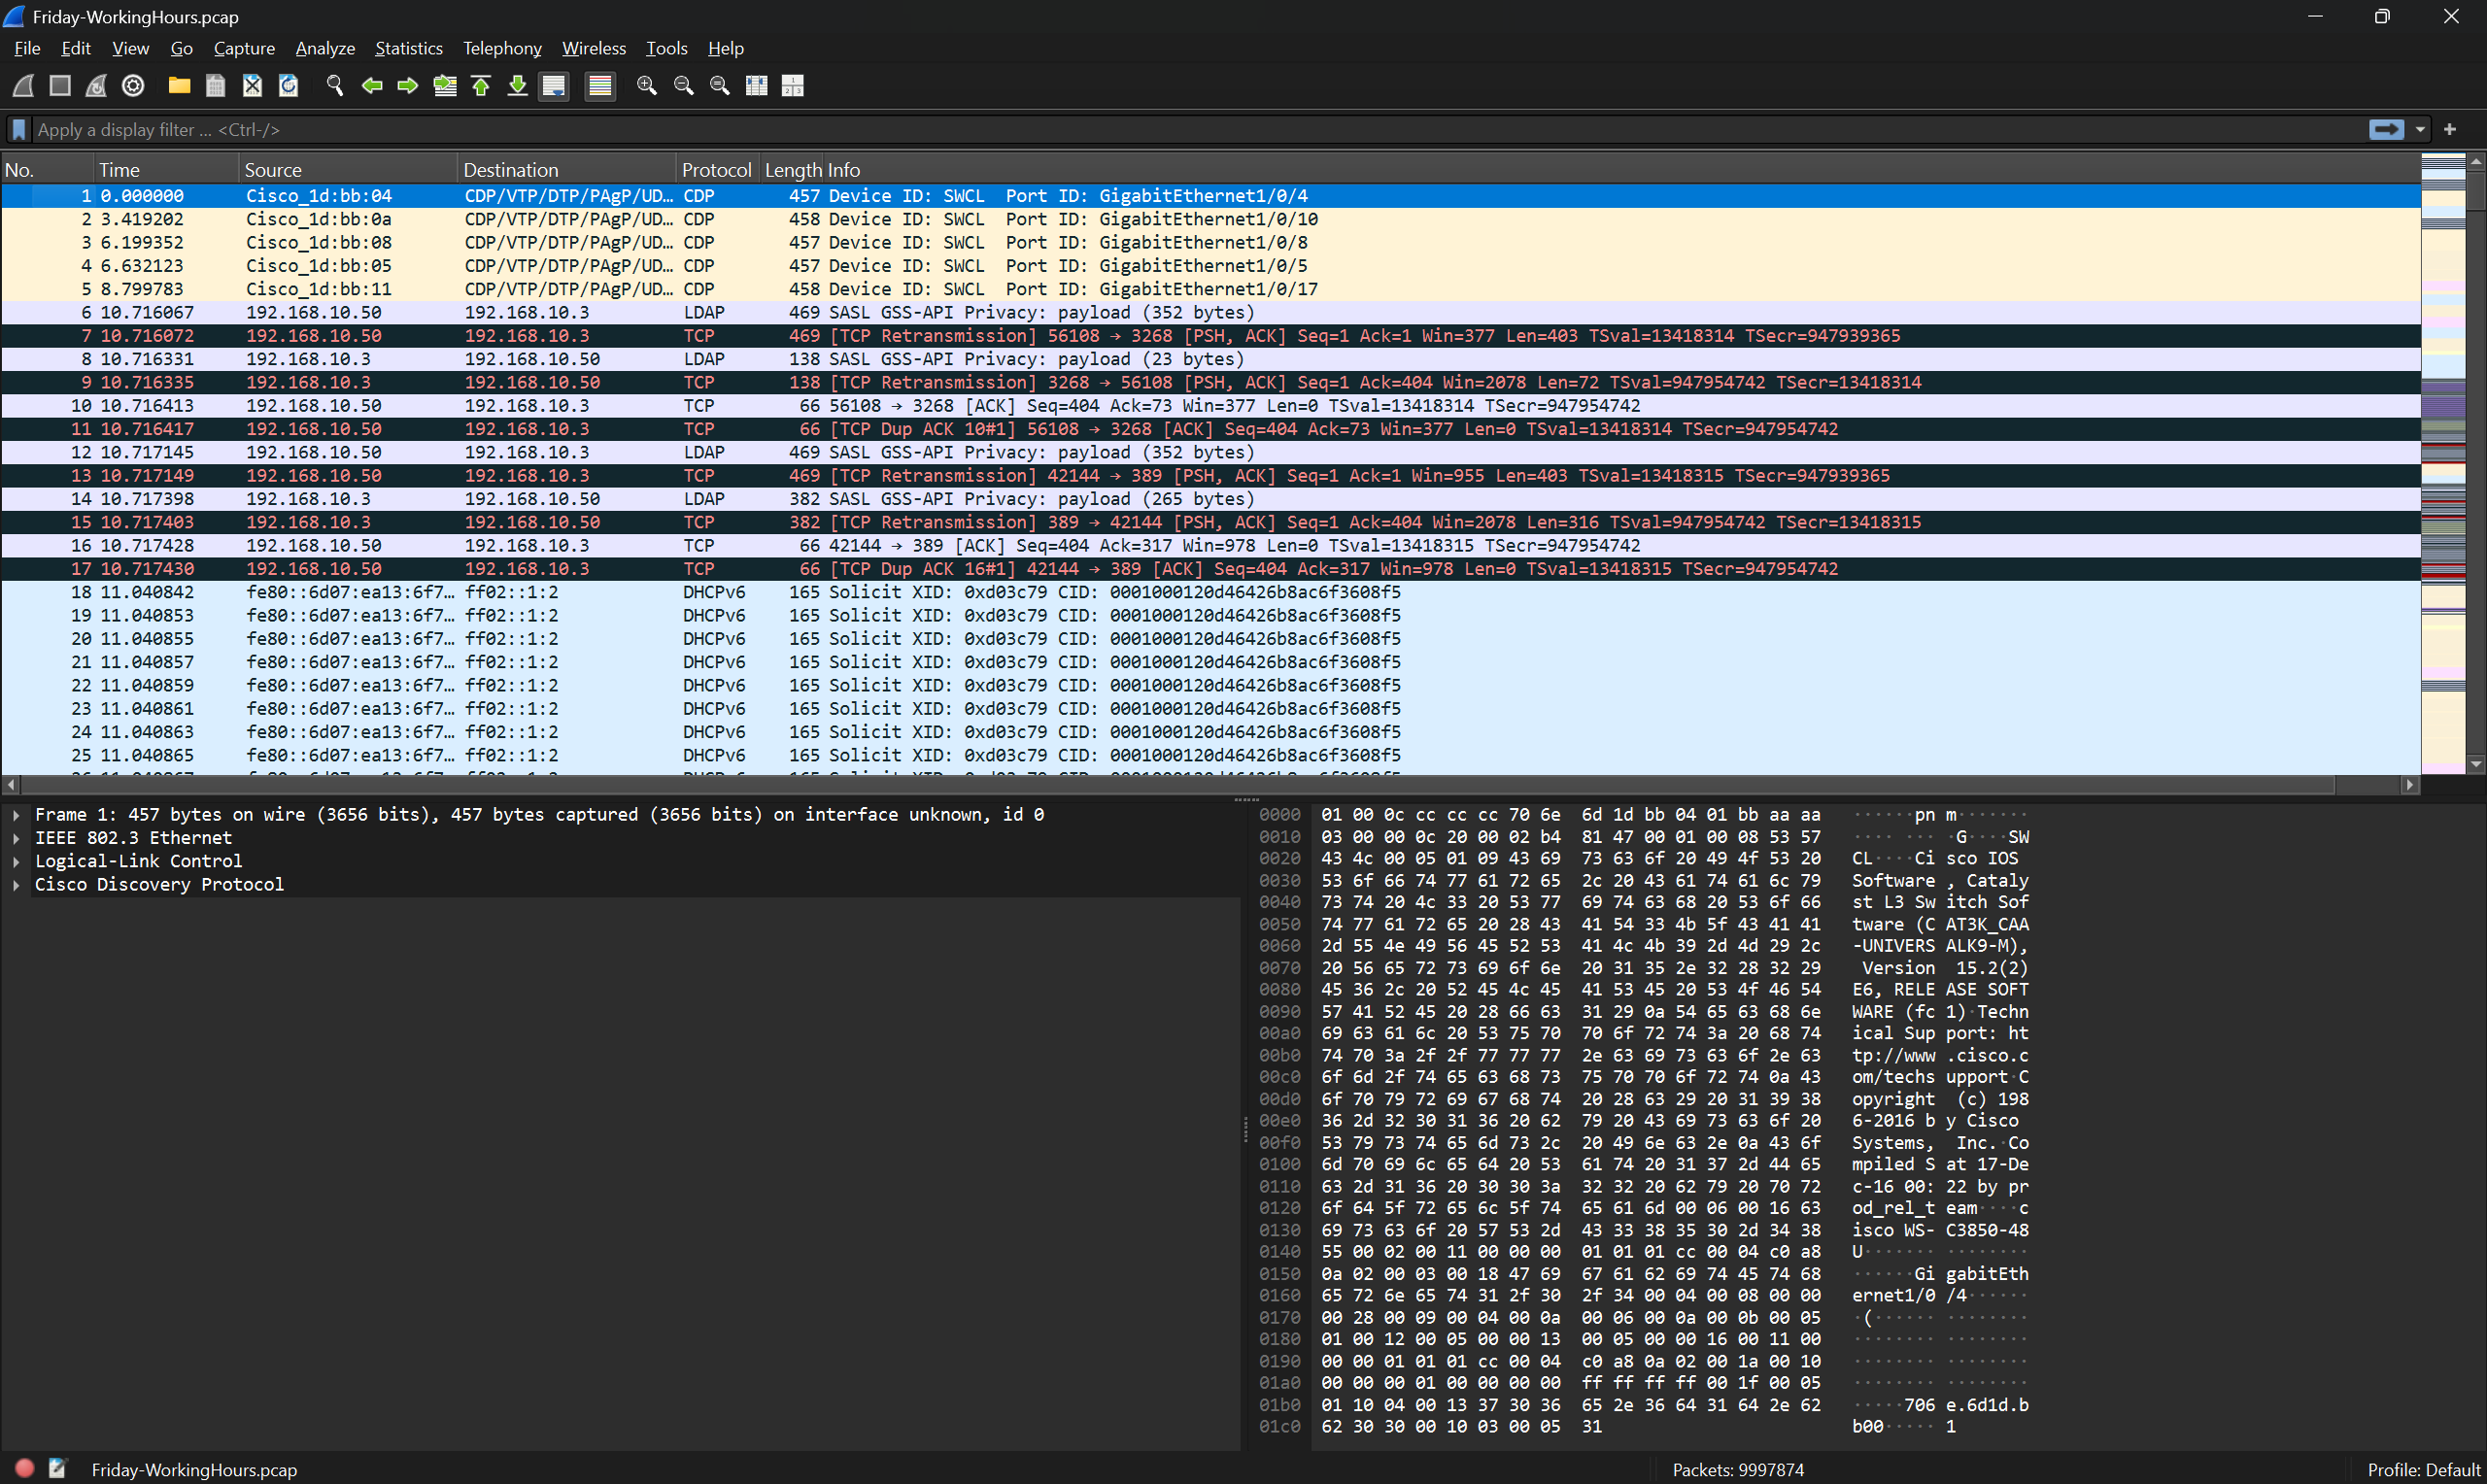 Friday-WorkingHours.pcap
File Edit View Go Capture Analyze Statistics Telephony Wireless Tools Help
Apply a display filter ... <Ctrl-/>
No. Time Source Destination Protocol Length Info
1 0.000000 Cisco_1d:bb:04 CDP/VTP/DTP/PAgP/UD… CDP 457 Device ID: SWCL Port ID: GigabitEthernet1/0/4
2 3.419202 Cisco_1d:bb:0a CDP/VTP/DTP/PAgP/UD… CDP 458 Device ID: SWCL Port ID: GigabitEthernet1/0/10
3 6.199352 Cisco_1d:bb:08 CDP/VTP/DTP/PAgP/UD… CDP 457 Device ID: SWCL Port ID: GigabitEthernet1/0/8
4 6.632123 Cisco_1d:bb:05 CDP/VTP/DTP/PAgP/UD… CDP 457 Device ID: SWCL Port ID: GigabitEthernet1/0/5
5 8.799783 Cisco_1d:bb:11 CDP/VTP/DTP/PAgP/UD… CDP 458 Device ID: SWCL Port ID: GigabitEthernet1/0/17
6 10.716067 192.168.10.50 192.168.10.3 LDAP 469 SASL GSS-API Privacy: payload (352 bytes)
7 10.716072 192.168.10.50 192.168.10.3 TCP 469 [TCP Retransmission] 56108 → 3268 [PSH, ACK] Seq=1 Ack=1 Win=377 Len=403 TSval=13418314 TSecr=947939365
8 10.716331 192.168.10.3 192.168.10.50 LDAP 138 SASL GSS-API Privacy: payload (23 bytes)
9 10.716335 192.168.10.3 192.168.10.50 TCP 138 [TCP Retransmission] 3268 → 56108 [PSH, ACK] Seq=1 Ack=404 Win=2078 Len=72 TSval=947954742 TSecr=13418314
10 10.716413 192.168.10.50 192.168.10.3 TCP 66 56108 → 3268 [ACK] Seq=404 Ack=73 Win=377 Len=0 TSval=13418314 TSecr=947954742
11 10.716417 192.168.10.50 192.168.10.3 TCP 66 [TCP Dup ACK 10#1] 56108 → 3268 [ACK] Seq=404 Ack=73 Win=377 Len=0 TSval=13418314 TSecr=947954742
12 10.717145 192.168.10.50 192.168.10.3 LDAP 469 SASL GSS-API Privacy: payload (352 bytes)
13 10.717149 192.168.10.50 192.168.10.3 TCP 469 [TCP Retransmission] 42144 → 389 [PSH, ACK] Seq=1 Ack=1 Win=955 Len=403 TSval=13418315 TSecr=947939365
14 10.717398 192.168.10.3 192.168.10.50 LDAP 382 SASL GSS-API Privacy: payload (265 bytes)
15 10.717403 192.168.10.3 192.168.10.50 TCP 382 [TCP Retransmission] 389 → 42144 [PSH, ACK] Seq=1 Ack=404 Win=2078 Len=316 TSval=947954742 TSecr=13418315
16 10.717428 192.168.10.50 192.168.10.3 TCP 66 42144 → 389 [ACK] Seq=404 Ack=317 Win=978 Len=0 TSval=13418315 TSecr=947954742
17 10.717430 192.168.10.50 192.168.10.3 TCP 66 [TCP Dup ACK 16#1] 42144 → 389 [ACK] Seq=404 Ack=317 Win=978 Len=0 TSval=13418315 TSecr=947954742
18 11.040842 fe80::6d07:ea13:6f7… ff02::1:2 DHCPv6 165 Solicit XID: 0xd03c79 CID: 0001000120d46426b8ac6f3608f5
19 11.040853 fe80::6d07:ea13:6f7… ff02::1:2 DHCPv6 165 Solicit XID: 0xd03c79 CID: 0001000120d46426b8ac6f3608f5
20 11.040855 fe80::6d07:ea13:6f7… ff02::1:2 DHCPv6 165 Solicit XID: 0xd03c79 CID: 0001000120d46426b8ac6f3608f5
21 11.040857 fe80::6d07:ea13:6f7… ff02::1:2 DHCPv6 165 Solicit XID: 0xd03c79 CID: 0001000120d46426b8ac6f3608f5
22 11.040859 fe80::6d07:ea13:6f7… ff02::1:2 DHCPv6 165 Solicit XID: 0xd03c79 CID: 0001000120d46426b8ac6f3608f5
23 11.040861 fe80::6d07:ea13:6f7… ff02::1:2 DHCPv6 165 Solicit XID: 0xd03c79 CID: 0001000120d46426b8ac6f3608f5
24 11.040863 fe80::6d07:ea13:6f7… ff02::1:2 DHCPv6 165 Solicit XID: 0xd03c79 CID: 0001000120d46426b8ac6f3608f5
25 11.040865 fe80::6d07:ea13:6f7… ff02::1:2 DHCPv6 165 Solicit XID: 0xd03c79 CID: 0001000120d46426b8ac6f3608f5
Frame 1: 457 bytes on wire (3656 bits), 457 bytes captured (3656 bits) on interface unknown, id 0
IEEE 802.3 Ethernet
Logical-Link Control
Cisco Discovery Protocol
0000 01 00 0c cc cc cc 70 6e 6d 1d bb 04 01 bb aa aa ······pn m·······
0010 03 00 00 0c 20 00 02 b4 81 47 00 01 00 08 53 57 ···· ··· ·G····SW
0020 43 4c 00 05 01 09 43 69 73 63 6f 20 49 4f 53 20 CL····Ci sco IOS
0030 53 6f 66 74 77 61 72 65 2c 20 43 61 74 61 6c 79 Software , Cataly
0040 73 74 20 4c 33 20 53 77 69 74 63 68 20 53 6f 66 st L3 Sw itch Sof
0050 74 77 61 72 65 20 28 43 41 54 33 4b 5f 43 41 41 tware (C AT3K_CAA
0060 2d 55 4e 49 56 45 52 53 41 4c 4b 39 2d 4d 29 2c -UNIVERS ALK9-M),
0070 20 56 65 72 73 69 6f 6e 20 31 35 2e 32 28 32 29 Version 15.2(2)
0080 45 36 2c 20 52 45 4c 45 41 53 45 20 53 4f 46 54 E6, RELE ASE SOFT
0090 57 41 52 45 20 28 66 63 31 29 0a 54 65 63 68 6e WARE (fc 1)·Techn
00a0 69 63 61 6c 20 53 75 70 70 6f 72 74 3a 20 68 74 ical Sup port: ht
00b0 74 70 3a 2f 2f 77 77 77 2e 63 69 73 63 6f 2e 63 tp://www .cisco.c
00c0 6f 6d 2f 74 65 63 68 73 75 70 70 6f 72 74 0a 43 om/techs upport·C
00d0 6f 70 79 72 69 67 68 74 20 28 63 29 20 31 39 38 opyright (c) 198
00e0 36 2d 32 30 31 36 20 62 79 20 43 69 73 63 6f 20 6-2016 b y Cisco
00f0 53 79 73 74 65 6d 73 2c 20 49 6e 63 2e 0a 43 6f Systems, Inc.·Co
0100 6d 70 69 6c 65 64 20 53 61 74 20 31 37 2d 44 65 mpiled S at 17-De
0110 63 2d 31 36 20 30 30 3a 32 32 20 62 79 20 70 72 c-16 00: 22 by pr
0120 6f 64 5f 72 65 6c 5f 74 65 61 6d 00 06 00 16 63 od_rel_t eam····c
0130 69 73 63 6f 20 57 53 2d 43 33 38 35 30 2d 34 38 isco WS- C3850-48
0140 55 00 02 00 11 00 00 00 01 01 01 cc 00 04 c0 a8 U······· ········
0150 0a 02 00 03 00 18 47 69 67 61 62 69 74 45 74 68 ······Gi gabitEth
0160 65 72 6e 65 74 31 2f 30 2f 34 00 04 00 08 00 00 ernet1/0 /4······
0170 00 28 00 09 00 04 00 0a 00 06 00 0a 00 0b 00 05 ·(······ ········
0180 01 00 12 00 05 00 00 13 00 05 00 00 16 00 11 00 ········ ········
0190 00 00 01 01 01 cc 00 04 c0 a8 0a 02 00 1a 00 10 ········ ········
01a0 00 00 00 01 00 00 00 00 ff ff ff ff 00 1f 00 05 ········ ········
01b0 01 10 04 00 13 37 30 36 65 2e 36 64 31 64 2e 62 ·····706 e.6d1d.b
01c0 62 30 30 00 10 03 00 05 31 b00····· 1
Friday-WorkingHours.pcap Packets: 9997874 Profile: Default